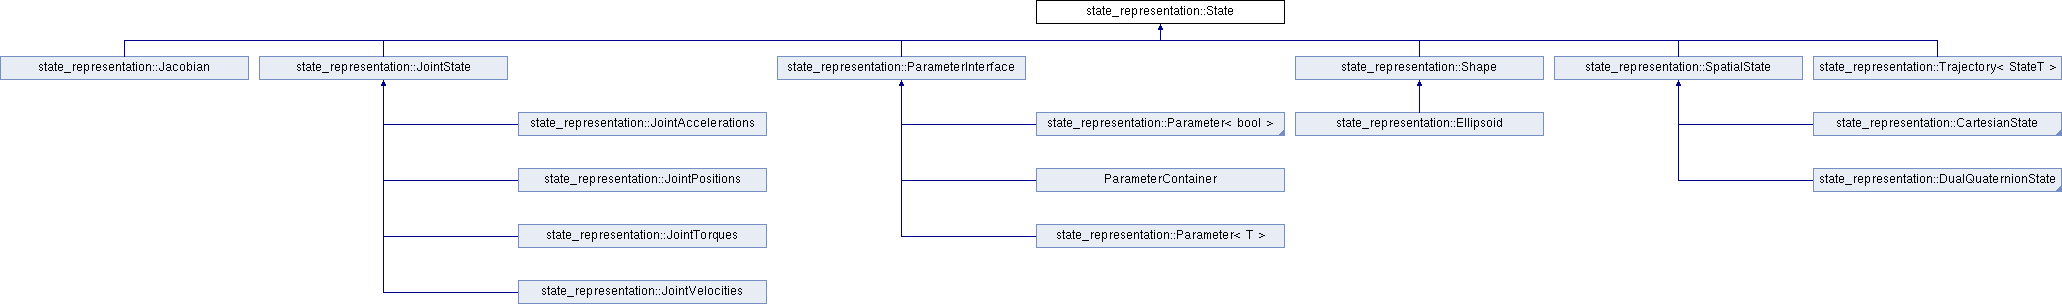 state_representation::State
state_representation::Jacobian
state_representation::JointState
state_representation::ParameterInterface
state_representation::Shape
state_representation::SpatialState
state_representation::Trajectory< StateT >
state_representation::JointAccelerations
state_representation::Parameter< bool >
state_representation::Ellipsoid
state_representation::CartesianState
state_representation::JointPositions
ParameterContainer
state_representation::DualQuaternionState
state_representation::JointTorques
state_representation::Parameter< T >
state_representation::JointVelocities